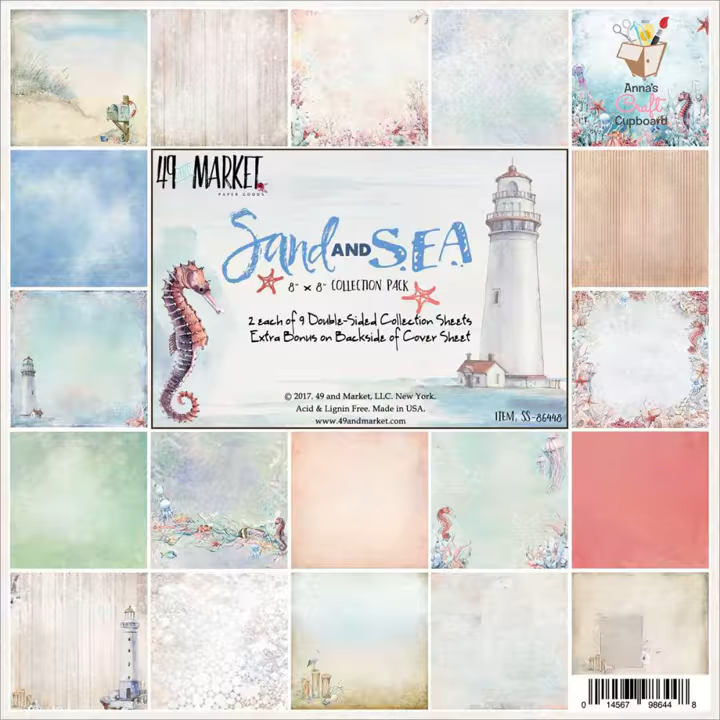 Anna's
Craft
Cupboard
49 AND MARKET
PAPER GOODS
Sand AND SEA
8" x 8" COLLECTION PACK
2 each of 9 Double-Sided Collection Sheets
Extra Bonus on Backside of Cover Sheet
© 2017. 49 and Market, LLC. New York.
Acid & Lignin Free. Made in USA.
www.49andmarket.com
ITEM, SS-86448
0 14567 98644 8